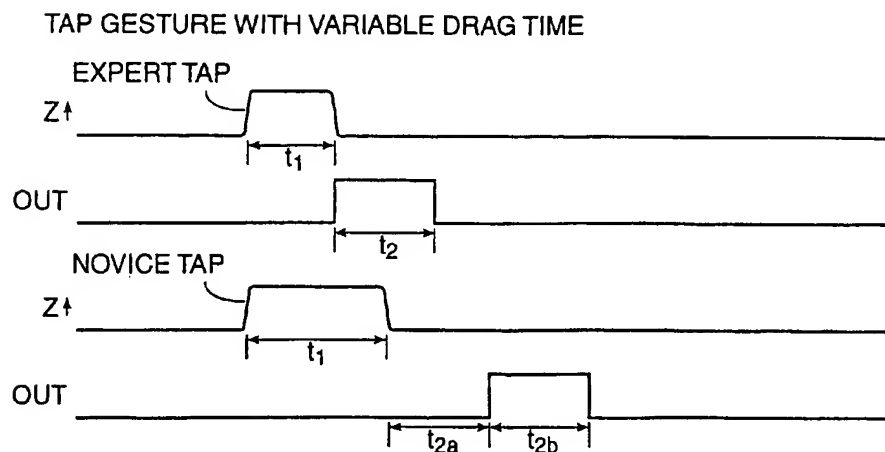 TAP GESTURE WITH VARIABLE DRAG TIME
EXPERT TAP
Z
t1
OUT
t2
NOVICE TAP
Z
t1
OUT
t2a
t2b